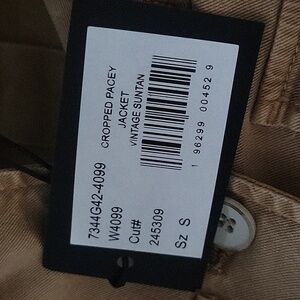 CROPPED PACEY
JACKET
VINTAGE SUNTAN
7344G42-4099
W4099
Cut#
245309
Sz S
1 96299 00452 9